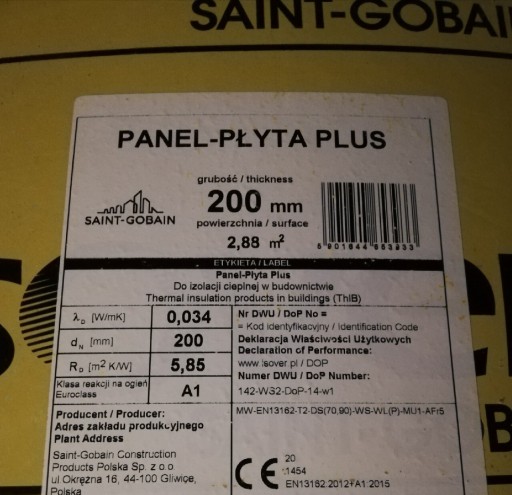 SAINT-GOBAI
PANEL-PŁYTA PLUS
grubość / thickness
200 mm
SAINT-GOBAIN
powierzchnia / surface
2,88 m²
ETYKIETA / LABEL
Panel-Płyta Plus
Do izolacji cieplnej w budownictwie
Thermal insulation products in buildings (ThIB)
λD [W/mK] 0,034
dN [mm] 200
RD [m² K/W] 5,85
Klasa reakcji na ogień
Euroclass A1
Nr DWU / DoP No =
= Kod identyfikacyjny / Identification Code
Deklaracja Właściwości Użytkowych
Declaration of Performance:
www.isover.pl / DOP
Numer DWU / DoP Number:
142-W32-DoP-14-w1
Producent / Producer:
Adres zakładu produkcyjnego
Plant Address
Saint-Gobain Construction
Products Polska Sp. z o.o
ul Okrężna 16, 44-100 Gliwice,
Polska
MW-EN13162-T2-DS(70,90)-WS-WL(P)-MU1-AFr5
CE
20
1454
EN13162:2012+A1:2015